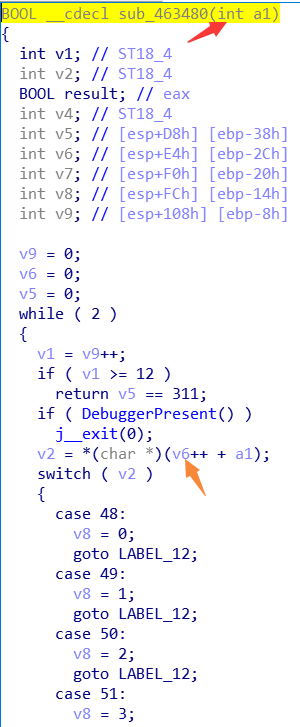 BOOL __cdecl sub_463480(int a1)
{
  int v1; // ST18_4
  int v2; // ST18_4
  BOOL result; // eax
  int v4; // ST18_4
  int v5; // [esp+D8h] [ebp-38h]
  int v6; // [esp+E4h] [ebp-2Ch]
  int v7; // [esp+F0h] [ebp-20h]
  int v8; // [esp+FCh] [ebp-14h]
  int v9; // [esp+108h] [ebp-8h]

  v9 = 0;
  v6 = 0;
  v5 = 0;
  while ( 2 )
  {
    v1 = v9++;
    if ( v1 >= 12 )
      return v5 == 311;
    if ( DebuggerPresent() )
      j__exit(0);
    v2 = *(char *)(v6++ + a1);
    switch ( v2 )
    {
      case 48:
        v8 = 0;
        goto LABEL_12;
      case 49:
        v8 = 1;
        goto LABEL_12;
      case 50:
        v8 = 2;
        goto LABEL_12;
      case 51:
        v8 = 3;